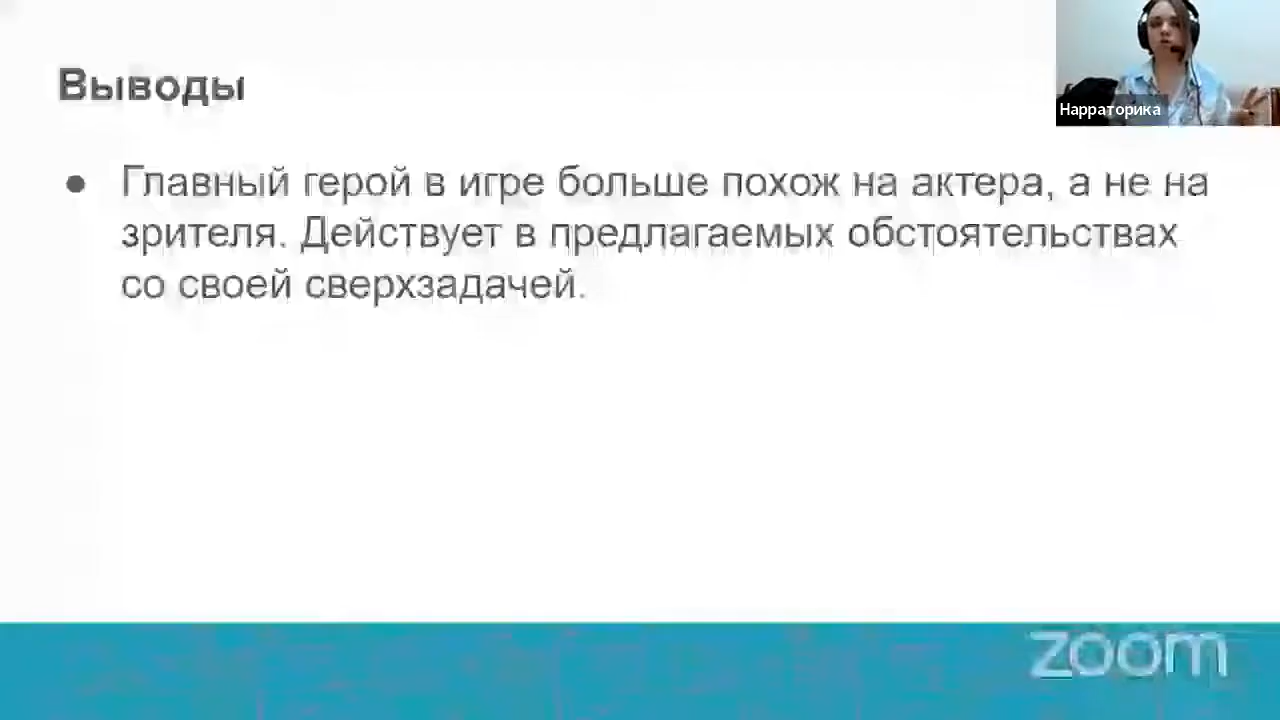 Выводы
Нарраторика
● Главный герой в игре больше похож на актера, а не на
зрителя. Действует в предлагаемых обстоятельствах
со своей сверхзадачей.
zoom